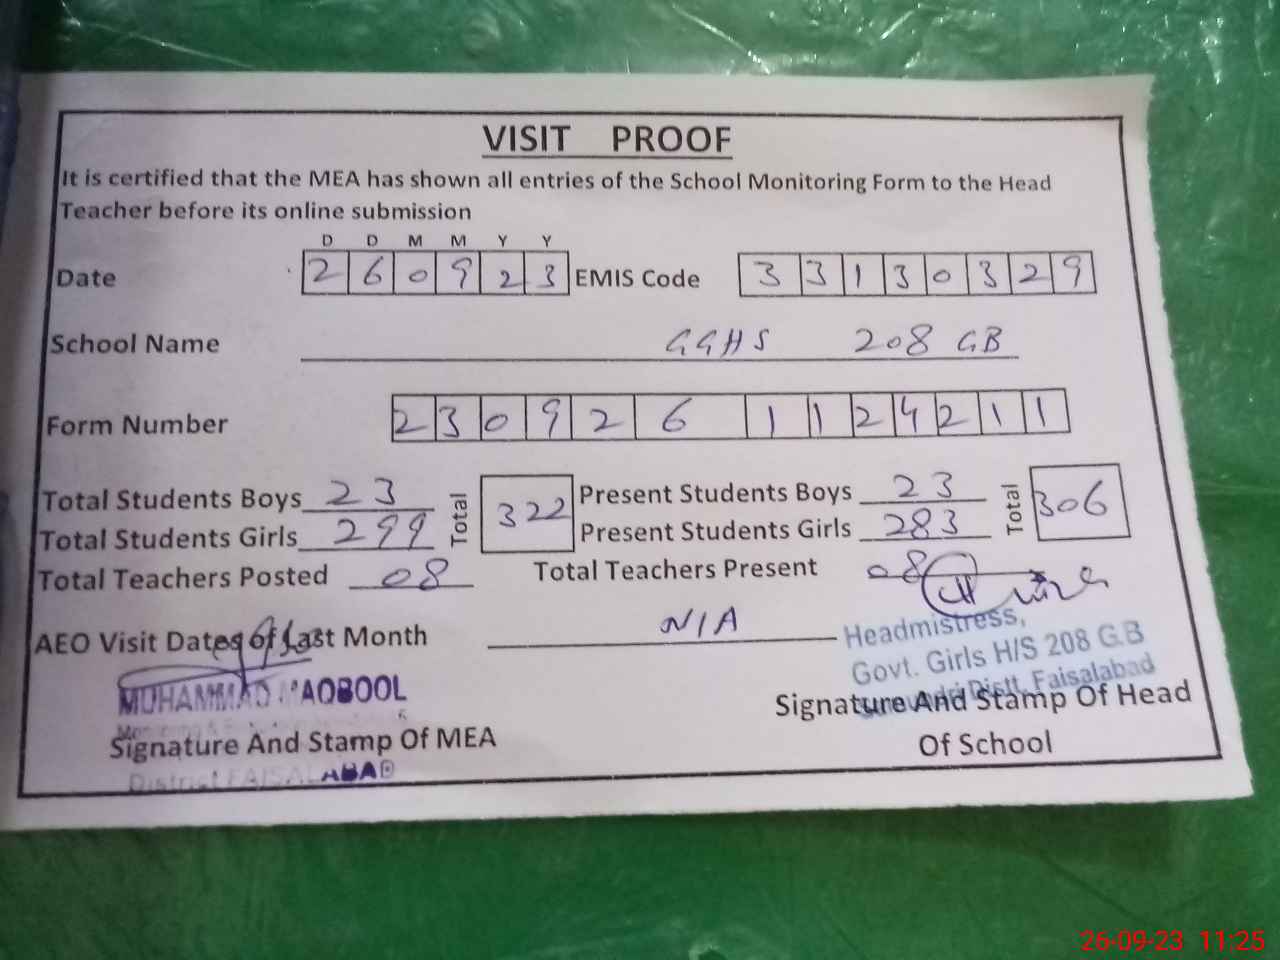 VISIT PROOF
It is certified that the MEA has shown all entries of the School Monitoring Form to the Head
Teacher before its online submission
D D M M Y Y
Date 2 6 0 9 2 3 EMIS Code 3 3 1 3 0 3 2 9
School Name GGHS 208 GB
Form Number 2 3 0 9 2 6 1 1 2 4 2 1 1
Total Students Boys 23 Total 322 Present Students Boys 23 Total 306
Total Students Girls 299 Present Students Girls 283
Total Teachers Posted 08 Total Teachers Present 08
AEO Visit Dates of Last Month N/A
Headmistress,
Govt. Girls H/S 208 G.B
Distt. Faisalabad
MUHAMMAD MAQBOOL
Signature And Stamp Of MEA
District FAISALABAD
Signature And Stamp Of Head
Of School
26-09-23 11:25